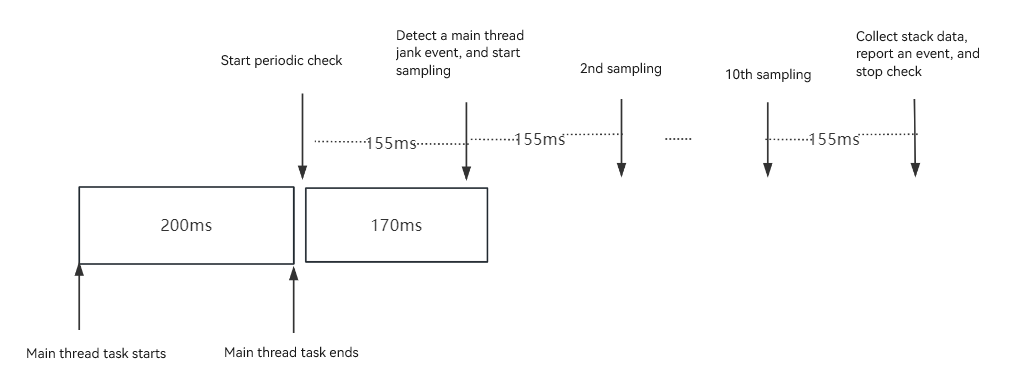 Detect a main thread
jank event, and start
sampling
Collect stack data,
report an event, and
stop check
Start periodic check
2nd sampling
10th sampling
155ms
155ms
155ms
200ms
170ms
Main thread task starts
Main thread task ends